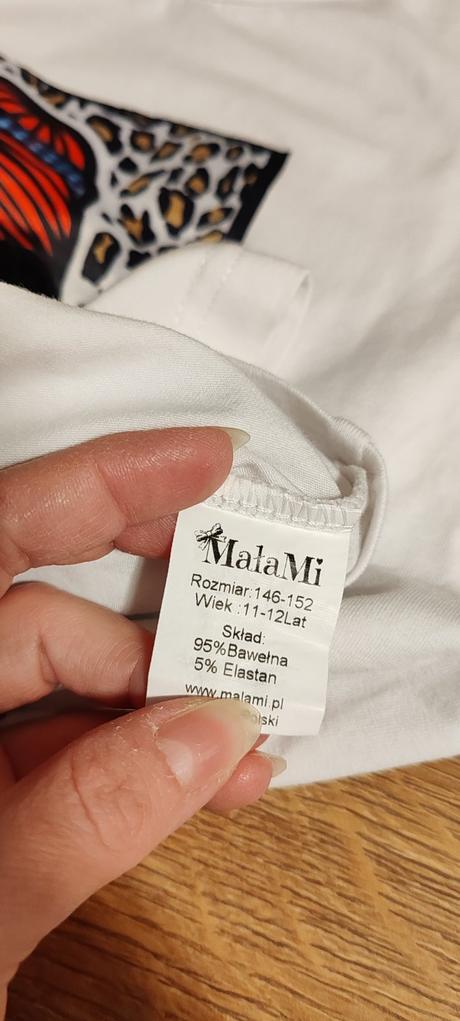 MałaMi
Rozmiar:146-152
Wiek :11-12Lat
Skład:
95%Bawełna
5% Elastan
www.malami.pl